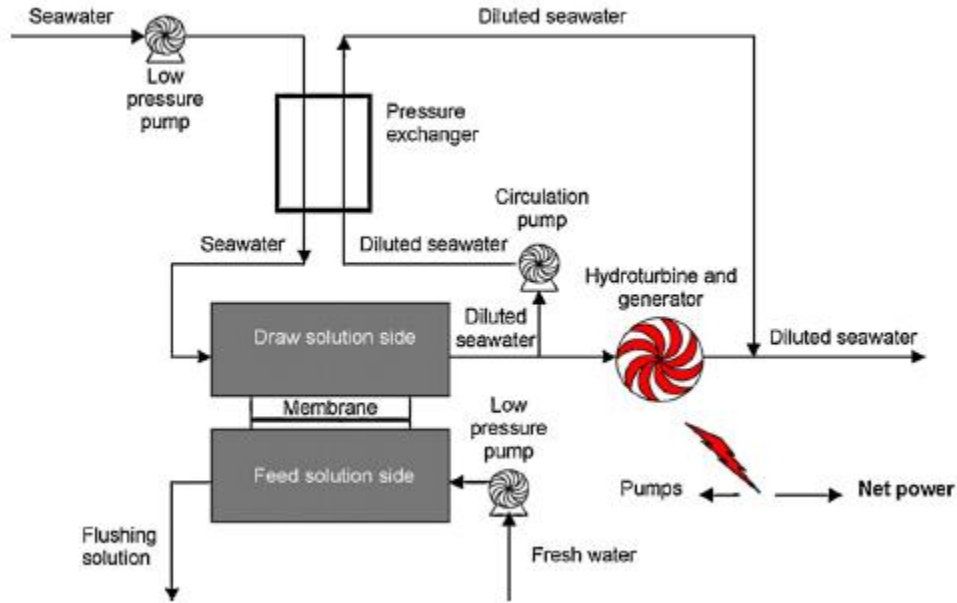 Seawater
Diluted seawater
Low
pressure
pump
Pressure
exchanger
Circulation
pump
Seawater
Diluted seawater
Hydroturbine and
generator
Draw solution side
Diluted
seawater
Diluted seawater
Membrane
Low
pressure
pump
Feed solution side
Pumps
Net power
Flushing
solution
Fresh water